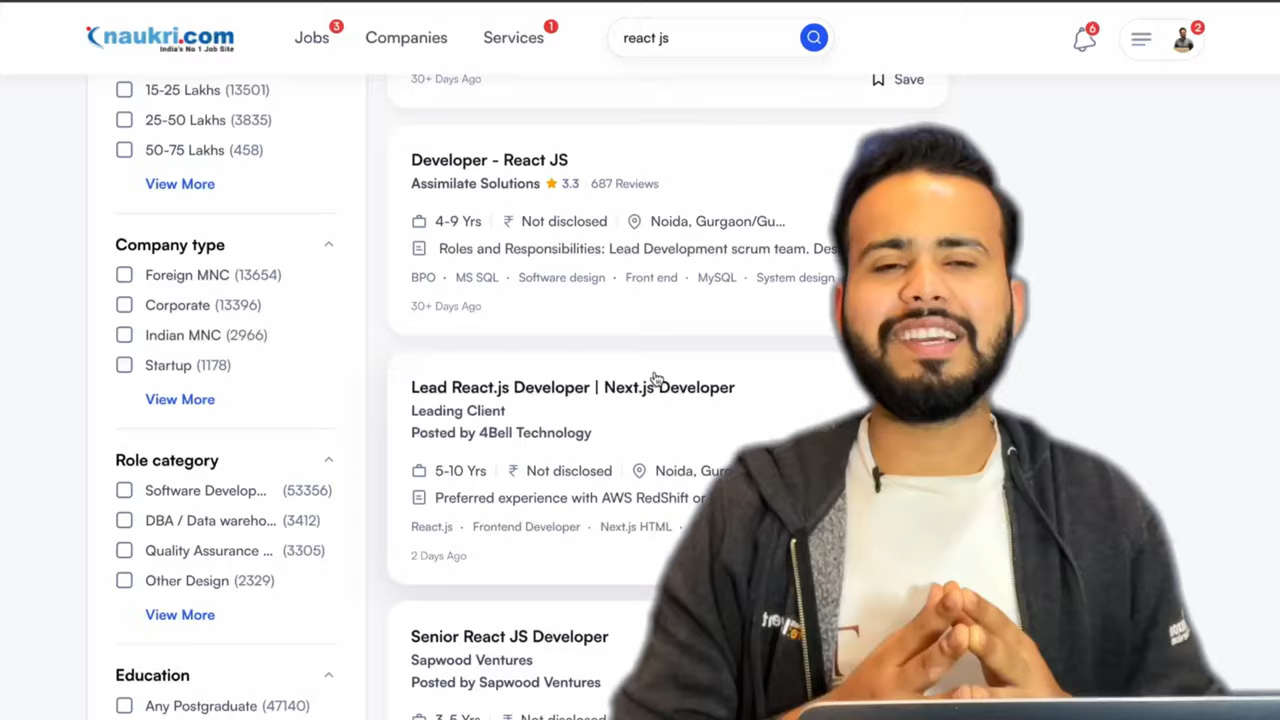 naukri.com
India's No 1 Job Site
Jobs 3
Companies
Services 1
react js
6
2
15-25 Lakhs (13501)
25-50 Lakhs (3835)
50-75 Lakhs (458)
View More
Company type
Foreign MNC (13654)
Corporate (13396)
Indian MNC (2966)
Startup (1178)
View More
Role category
Software Develop... (53356)
DBA / Data wareho... (3412)
Quality Assurance ... (3305)
Other Design (2329)
View More
Education
Any Postgraduate (47140)
30+ Days Ago
Save
Developer - React JS
Assimilate Solutions 3.3 687 Reviews
4-9 Yrs ₹ Not disclosed Noida, Gurgaon/Gu...
Roles and Responsibilities: Lead Development scrum team. Des
BPO · MS SQL · Software design · Front end · MySQL · System design
30+ Days Ago
Lead React.js Developer | Next.js Developer
Leading Client
Posted by 4Bell Technology
5-10 Yrs ₹ Not disclosed Noida, Gurg
Preferred experience with AWS RedShift or
React.js · Frontend Developer · Next.js HTML ·
2 Days Ago
Senior React JS Developer
Sapwood Ventures
Posted by Sapwood Ventures
3-5 Yrs ₹ Not disclosed